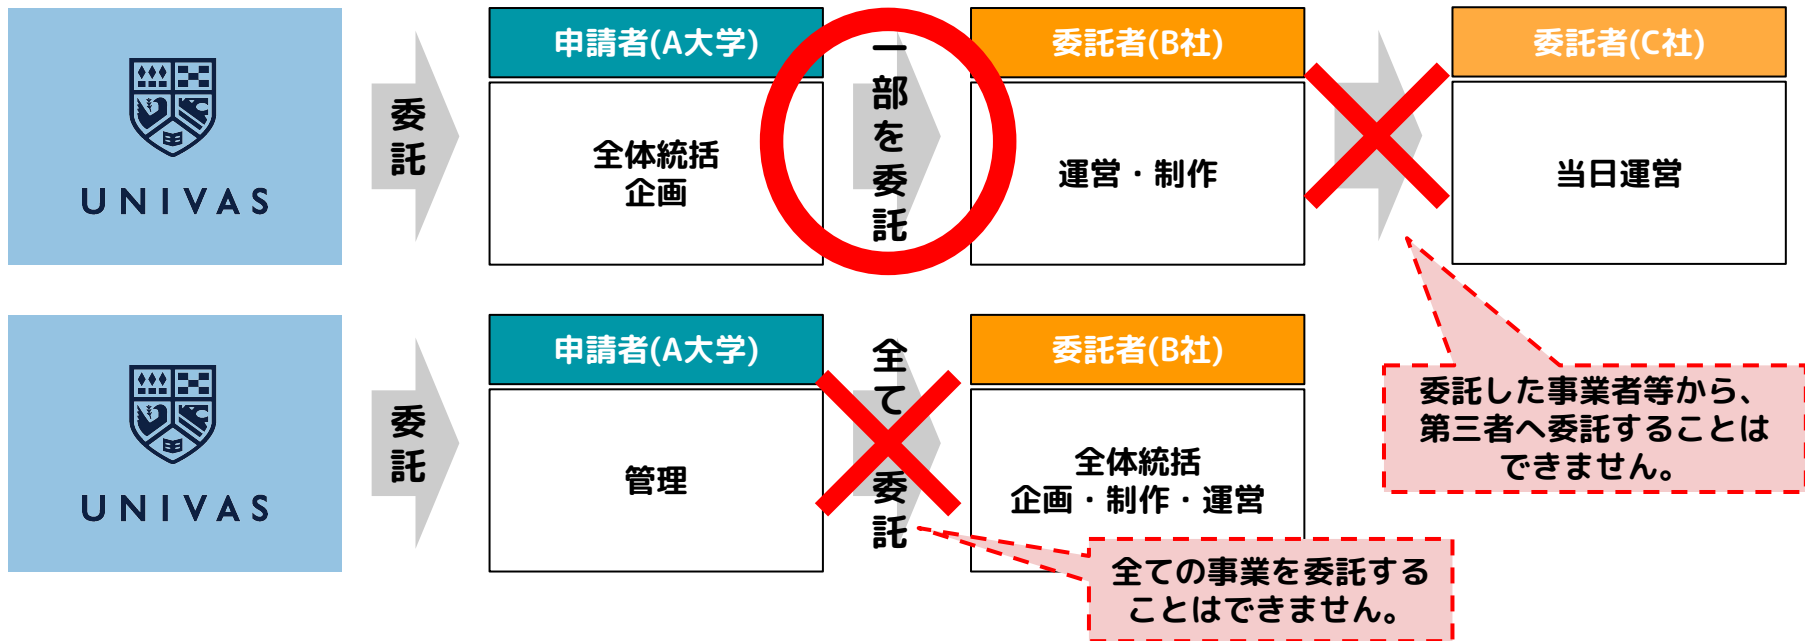 UNIVAS
委託
申請者(A大学)
全体統括
企画
一部を委託
委託者(B社)
運営・制作
委託者(C社)
当日運営
委託した事業者等から、
第三者へ委託することは
できません。
UNIVAS
委託
申請者(A大学)
管理
全て委託
委託者(B社)
全体統括
企画・制作・運営
全ての事業を委託する
ことはできません。